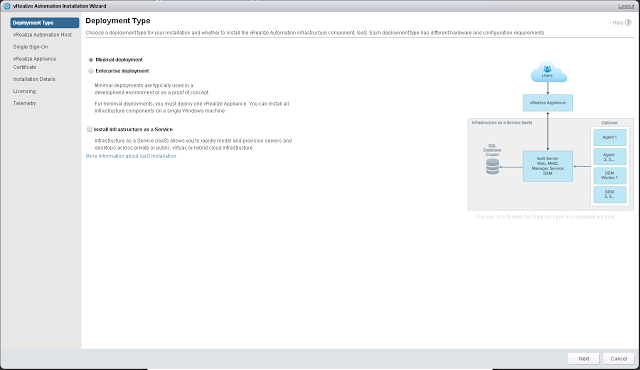 vRealize Automation Installation Wizard
Logout
Deployment Type
vRealize Automation Host
Single Sign-On
vRealize Appliance
Certificate
Installation Details
Licensing
Telemetry
Deployment Type
Help
Choose a deployment type for your installation and whether to install the vRealize Automation infrastructure component, IaaS. Each deployment type has different hardware and configuration requirements.
Minimal deployment
Enterprise deployment
Minimal deployments are typically used in a
development environment or as a proof of concept.
For minimal deployments, you must deploy one vRealize Appliance. You can install all
infrastructure components on a single Windows machine.
Install Infrastructure as a Service
Infrastructure as a Service (IaaS) allows you to rapidly model and provision servers and
desktops across private or public, virtual, or hybrid cloud infrastructure.
More information about IaaS Installation.
Users
vRealize Appliance
Infrastructure as a Service (IaaS)
Optional
SQL
Database
Cluster
IaaS Server
Web, MMD,
Manager Service
DEM
Agent 1
Agent
2, 3...
DEM
Worker 1
DEM
2, 3...
You can click to have the diagram open in a separate window.
Next
Cancel